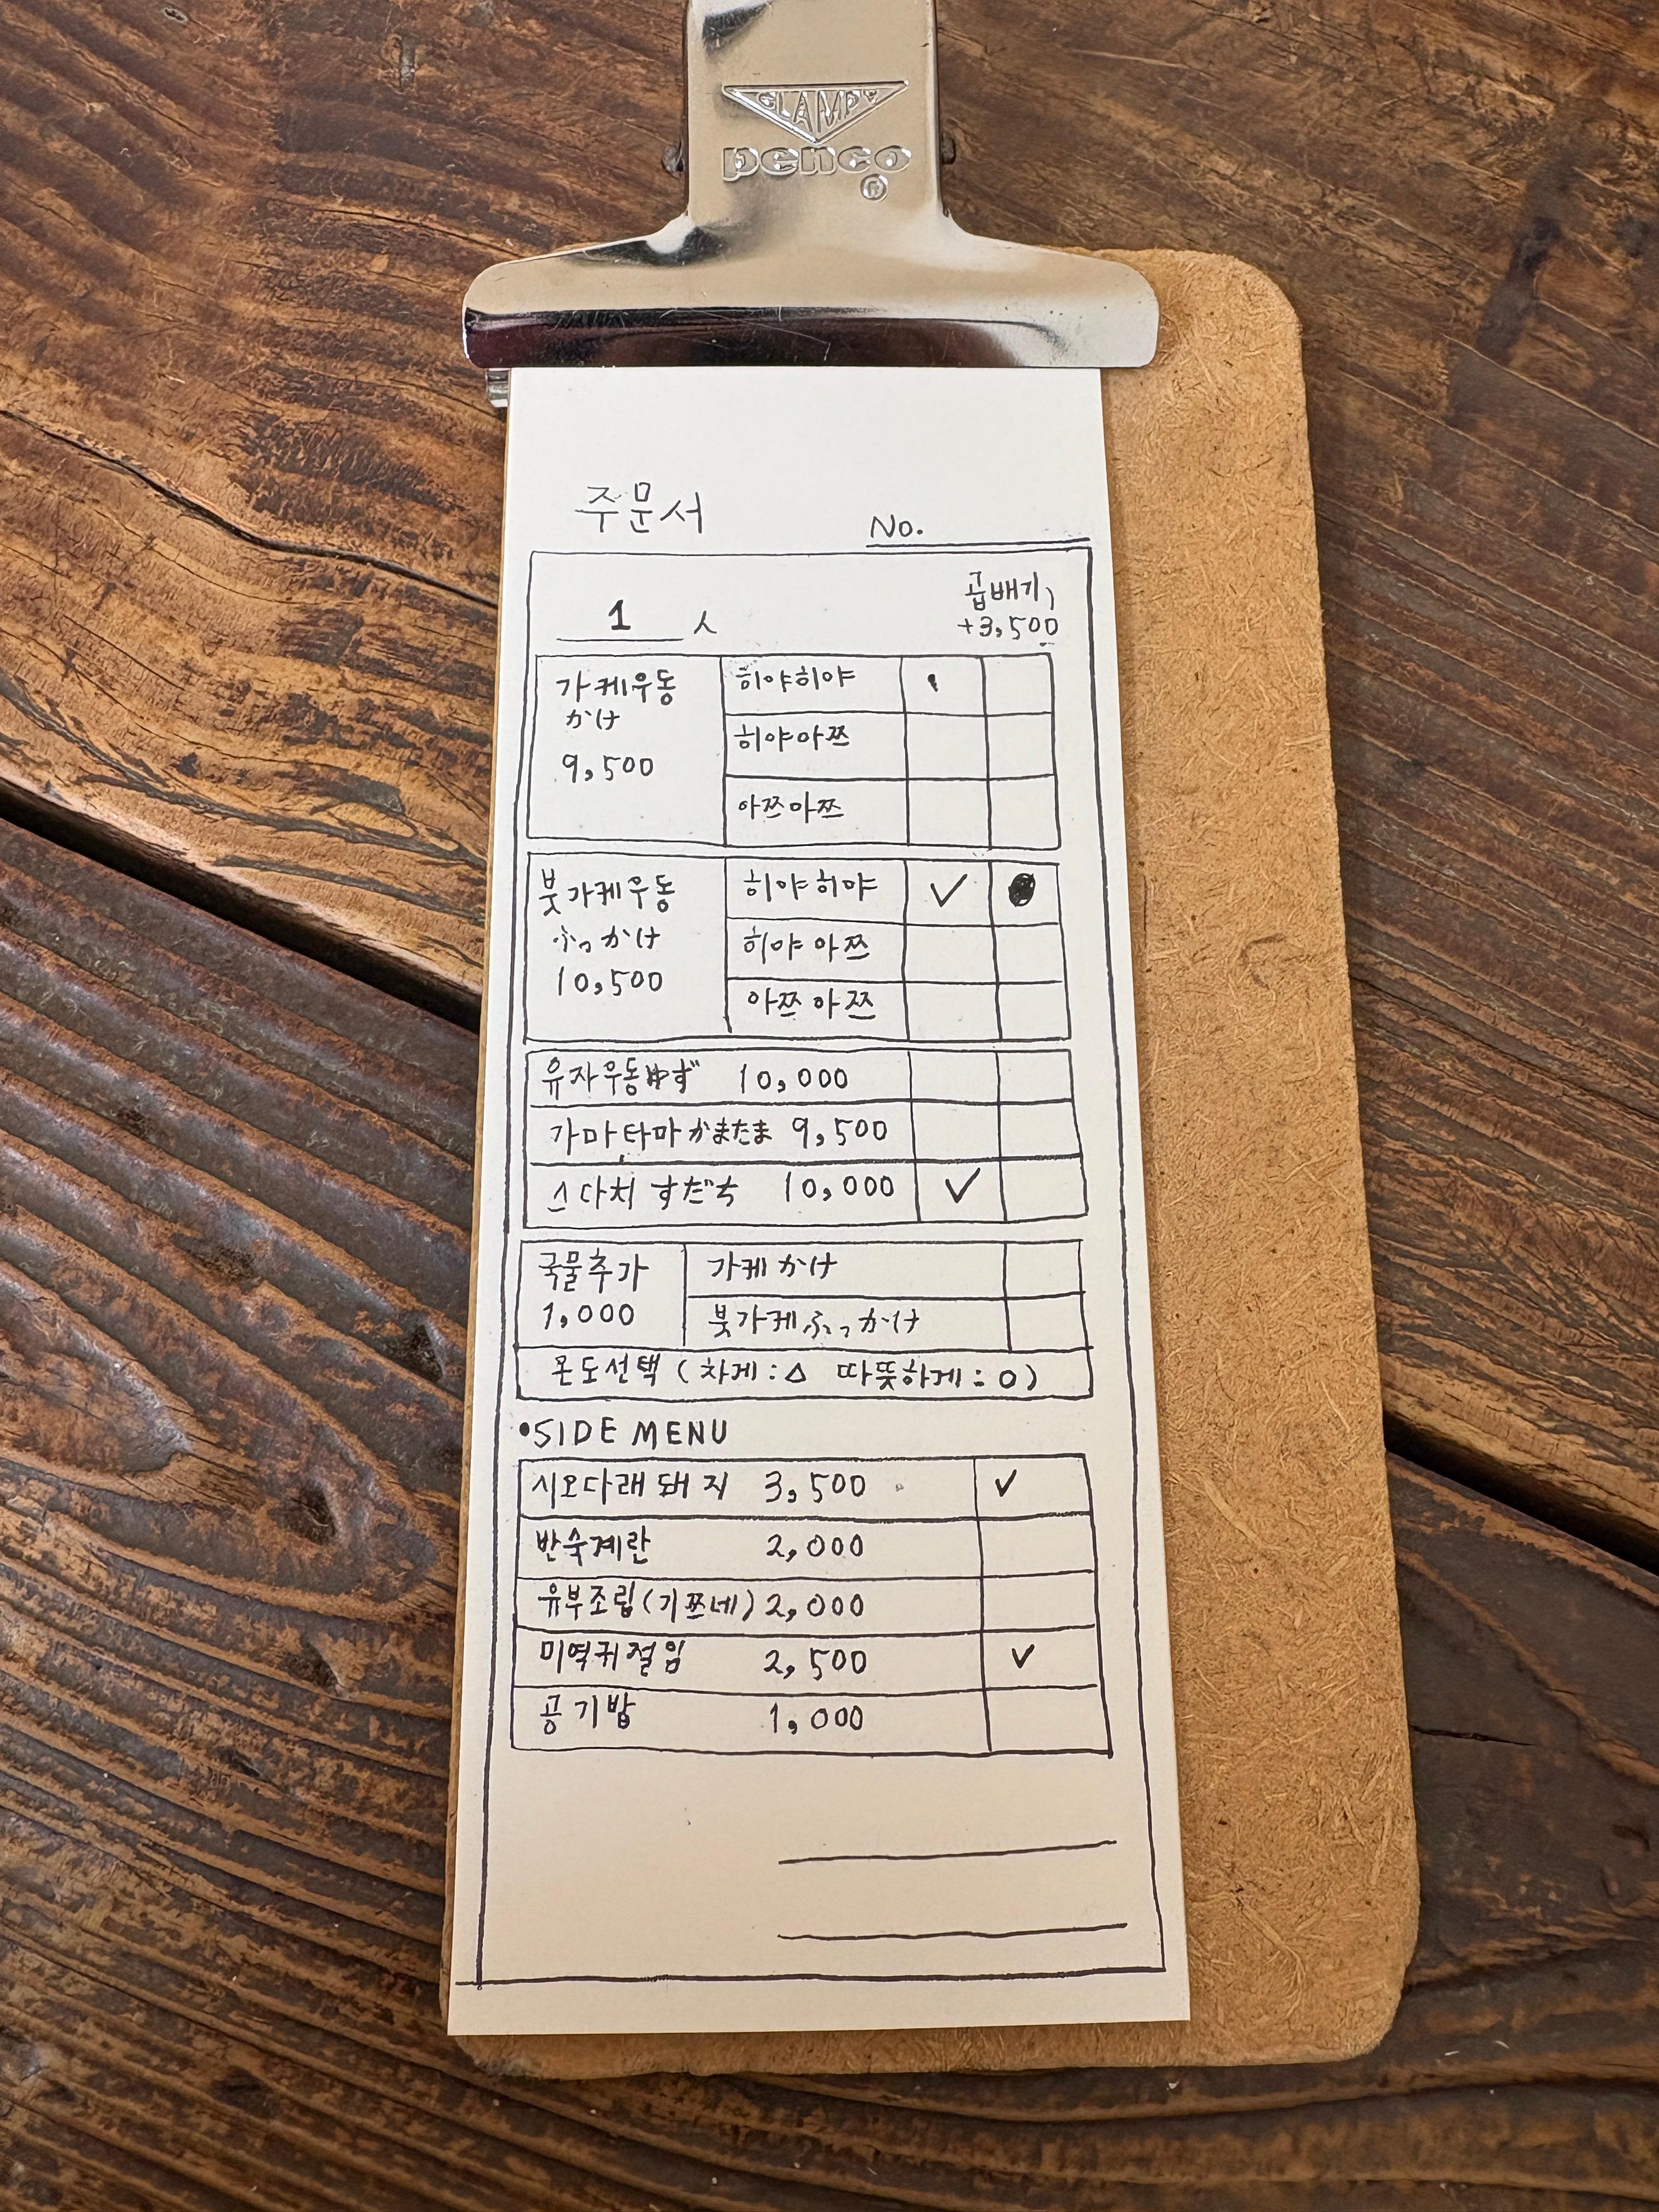 CLAMPY
penco
®
주문서 No.
1 人
곱배기
+3,500
가케우동
かけ
9,500
히야히야
히야아쯔
아쯔아쯔
붓가케우동
ぶっかけ
10,500
히야히야 ✓
히야 아쯔
아쯔 아쯔
유자우동 ゆず 10,000
가마타마 かまたま 9,500
스다치 すだち 10,000 ✓
국물추가
1,000
가케 かけ
붓가케 ぶっかけ
온도선택 ( 차게 : △ 따뜻하게 : O )
•SIDE MENU
시오다래 돼지 3,500 ✓
반숙계란 2,000
유부조림(기쯔네) 2,000
미역귀절임 2,500 ✓
공기밥 1,000